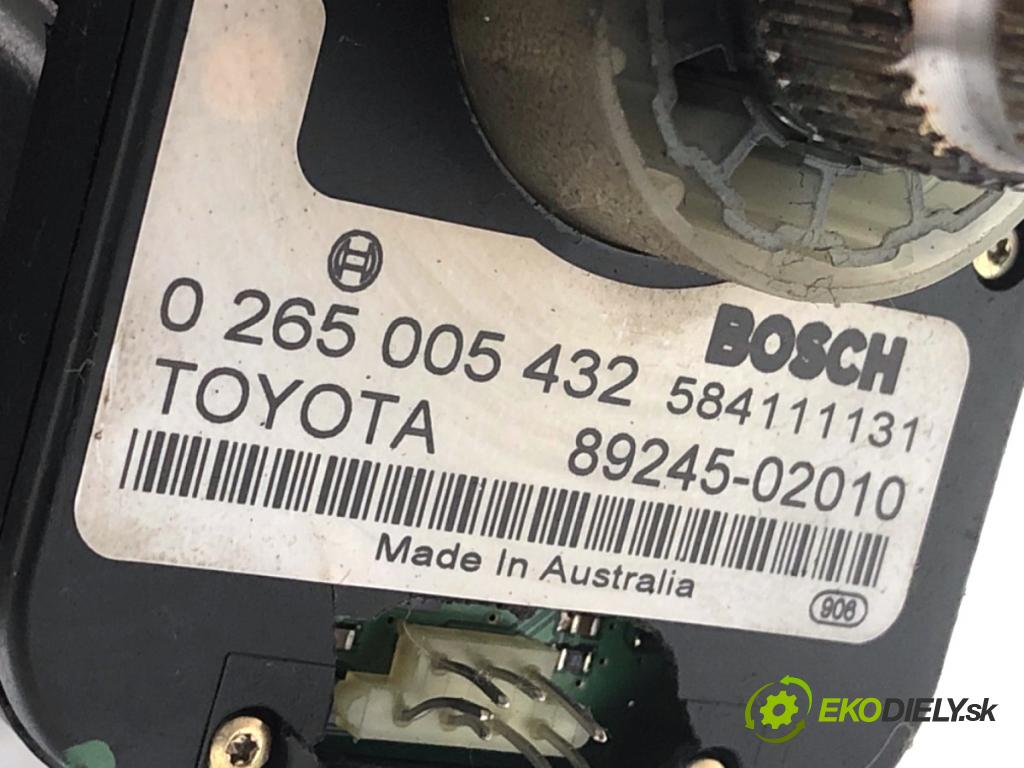 BOSCH
0 265 005 432 584111131
TOYOTA 89245-02010
Made In Australia
906
EKODIELY.sk